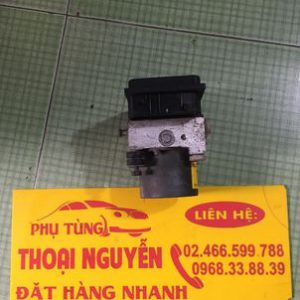 PHỤ TÙNG
LIÊN HỆ:
THOẠI NGUYỄN
02.466.599.788
0968.33.88.39
ĐẶT HÀNG NHANH